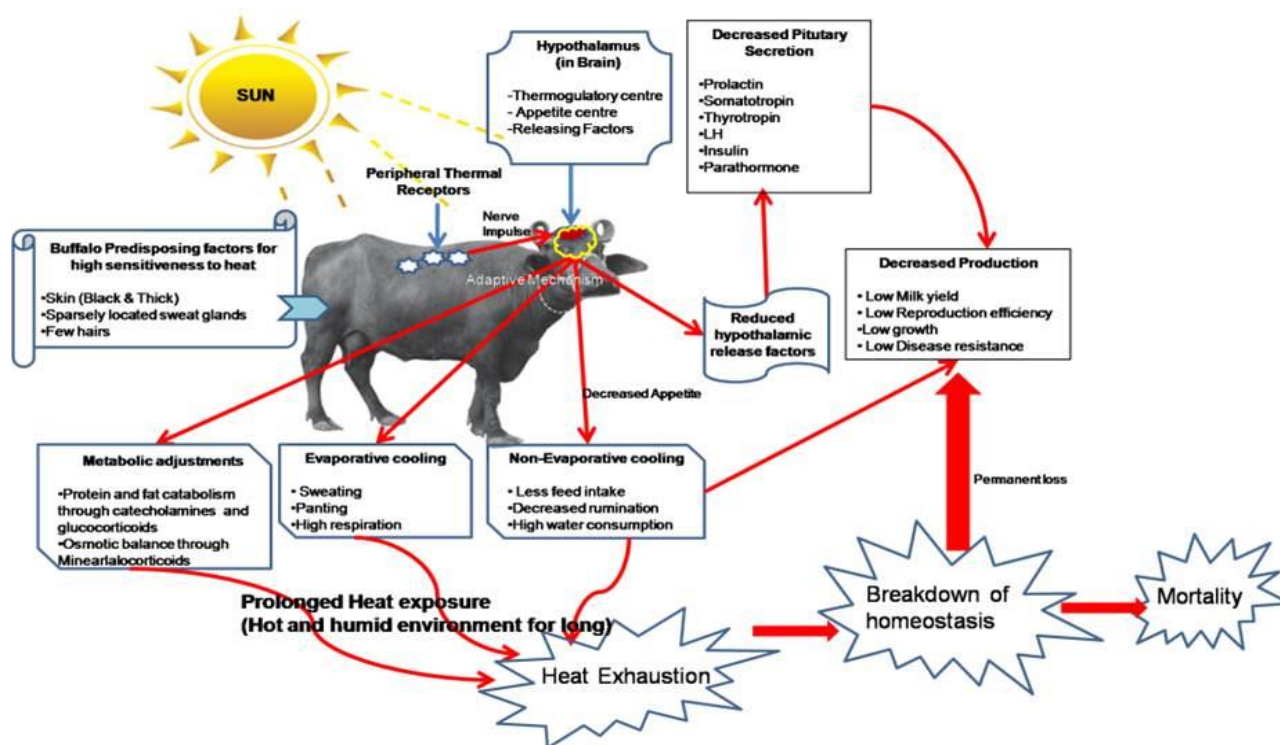 SUN
Hypothalamus
(in Brain)
-Thermogulatory centre
- Appetite centre
-Releasing Factors
Decreased Pitutary
Secretion
•Prolactin
•Somatotropin
•Thyrotropin
•LH
•Insulin
•Parathormone
Peripheral Thermal
Receptors
Nerve
Impulse
Buffalo Predisposing factors for
high sensitiveness to heat
•Skin (Black & Thick)
•Sparsely located sweat glands
•Few hairs
Adaptive Mechanism
Reduced
hypothalamic
release factors
Decreased Production
• Low Milk yield
• Low Reproduction efficiency
•Low growth
• Low Disease resistance
Decreased Appetite
Metabolic adjustments
•Protein and fat catabolism
through catecholamines and
glucocorticoids
•Osmotic balance through
Minearlalocorticoids
Evaporative cooling
• Sweating
• Panting
•High respiration
Non-Evaporative cooling
• Less feed intake
•Decreased rumination
•High water consumption
Permanent loss
Prolonged Heat exposure
(Hot and humid environment for long)
Heat Exhaustion
Breakdown of
homeostasis
Mortality